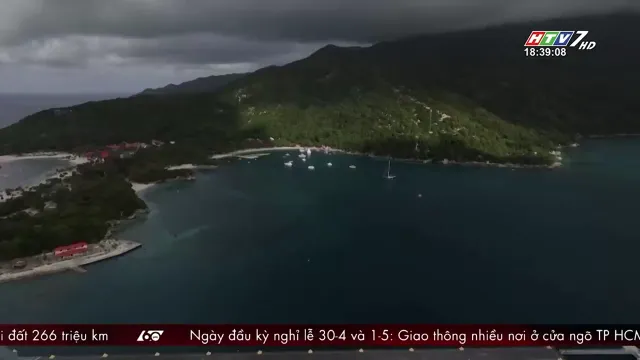 HTV7 HD
18:39:08
i đất 266 triệu km 60 Ngày đầu kỳ nghỉ lễ 30-4 và 1-5: Giao thông nhiều nơi ở cửa ngõ TP HCM